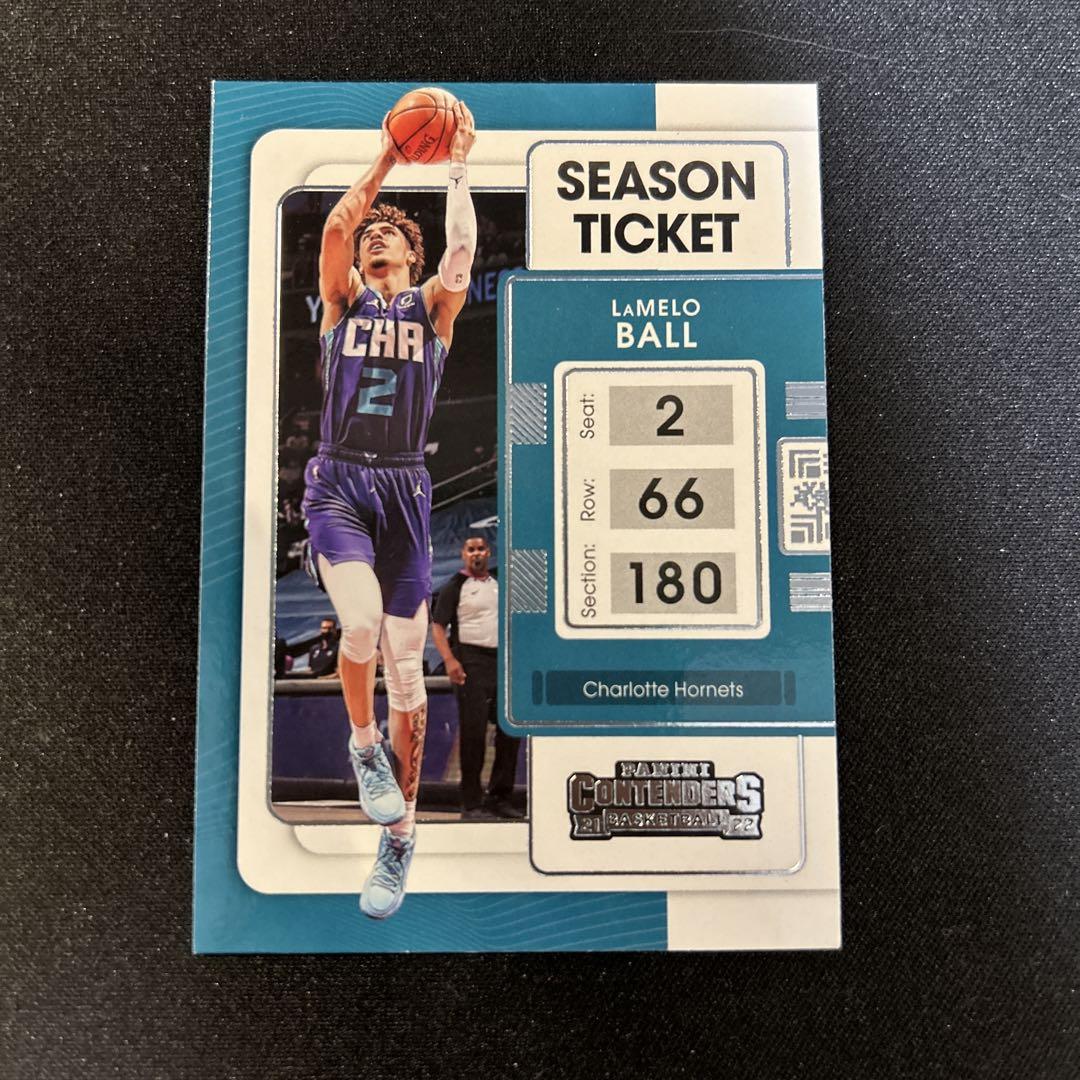 SEASON
TICKET
LAMELO
BALL
Seat: 2
Row: 66
Section: 180
Charlotte Hornets
PANINI
CONTENDERS
21 BASKETBALL 22
CHA
2